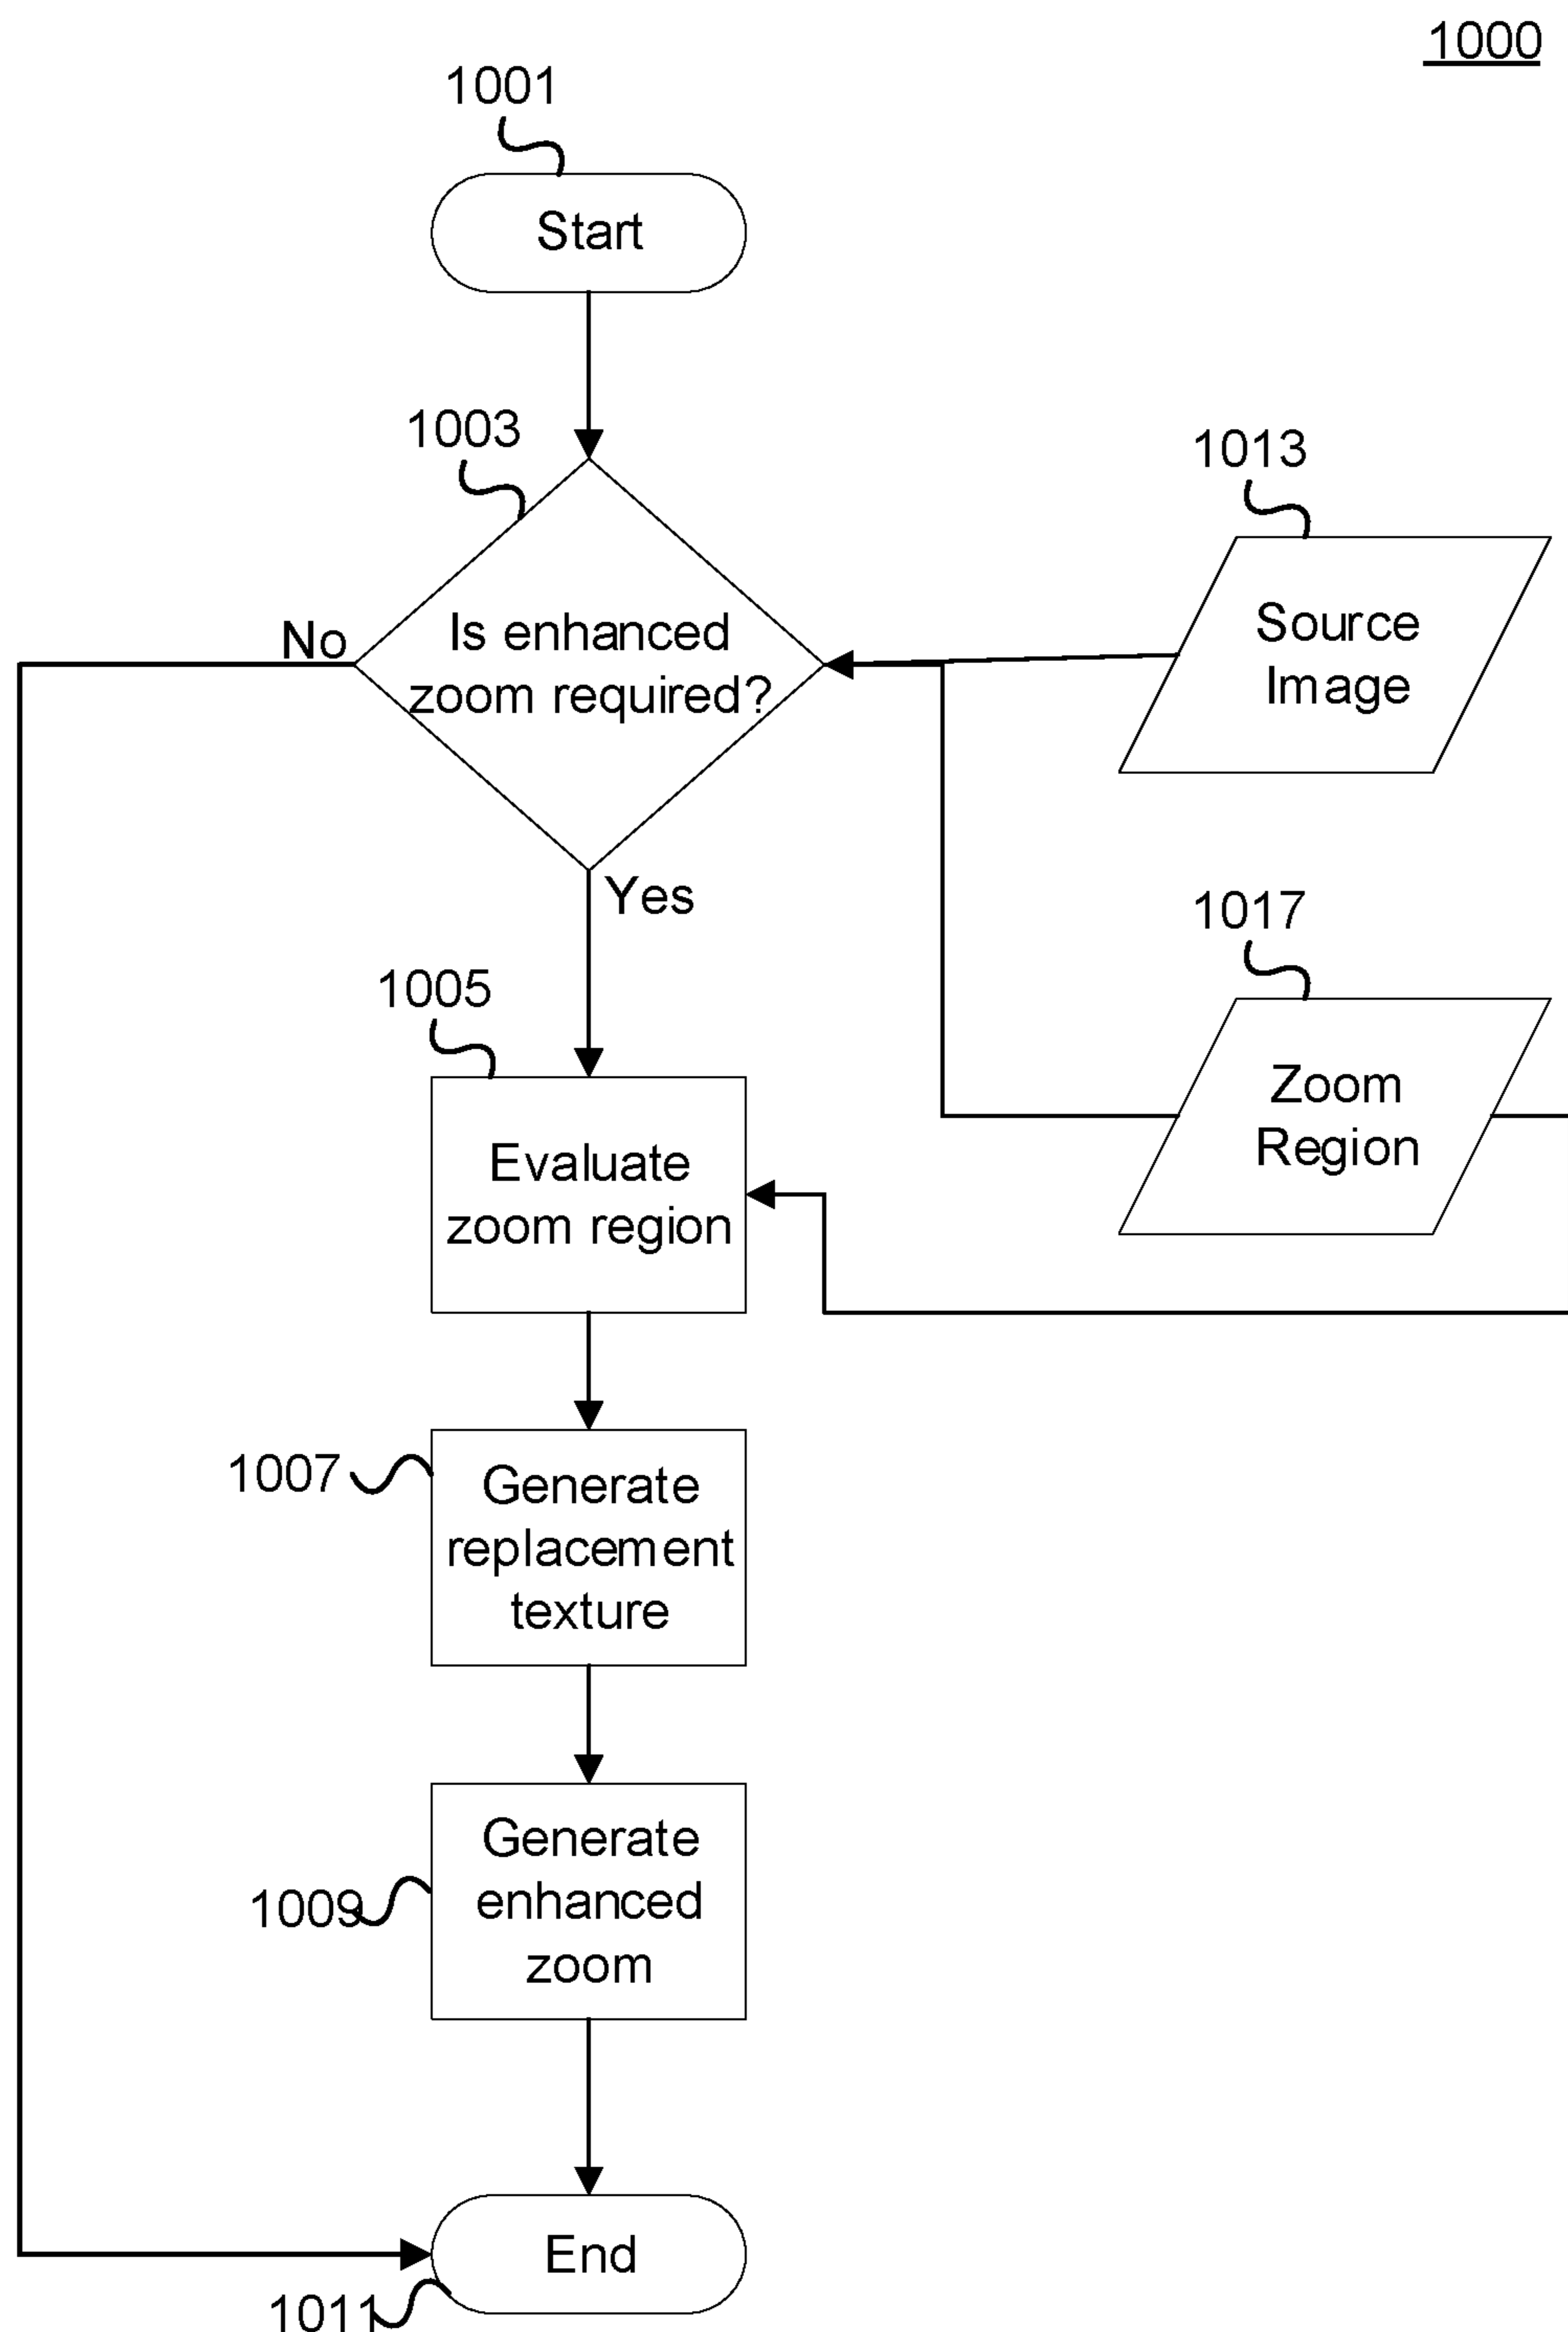 1000
1001
Start
1003
1013
Is enhanced
zoom required?
No
Source
Image
Yes
1017
1005
Zoom
Region
Evaluate
zoom region
1007
Generate
replacement
texture
1009
Generate
enhanced
zoom
End
1011